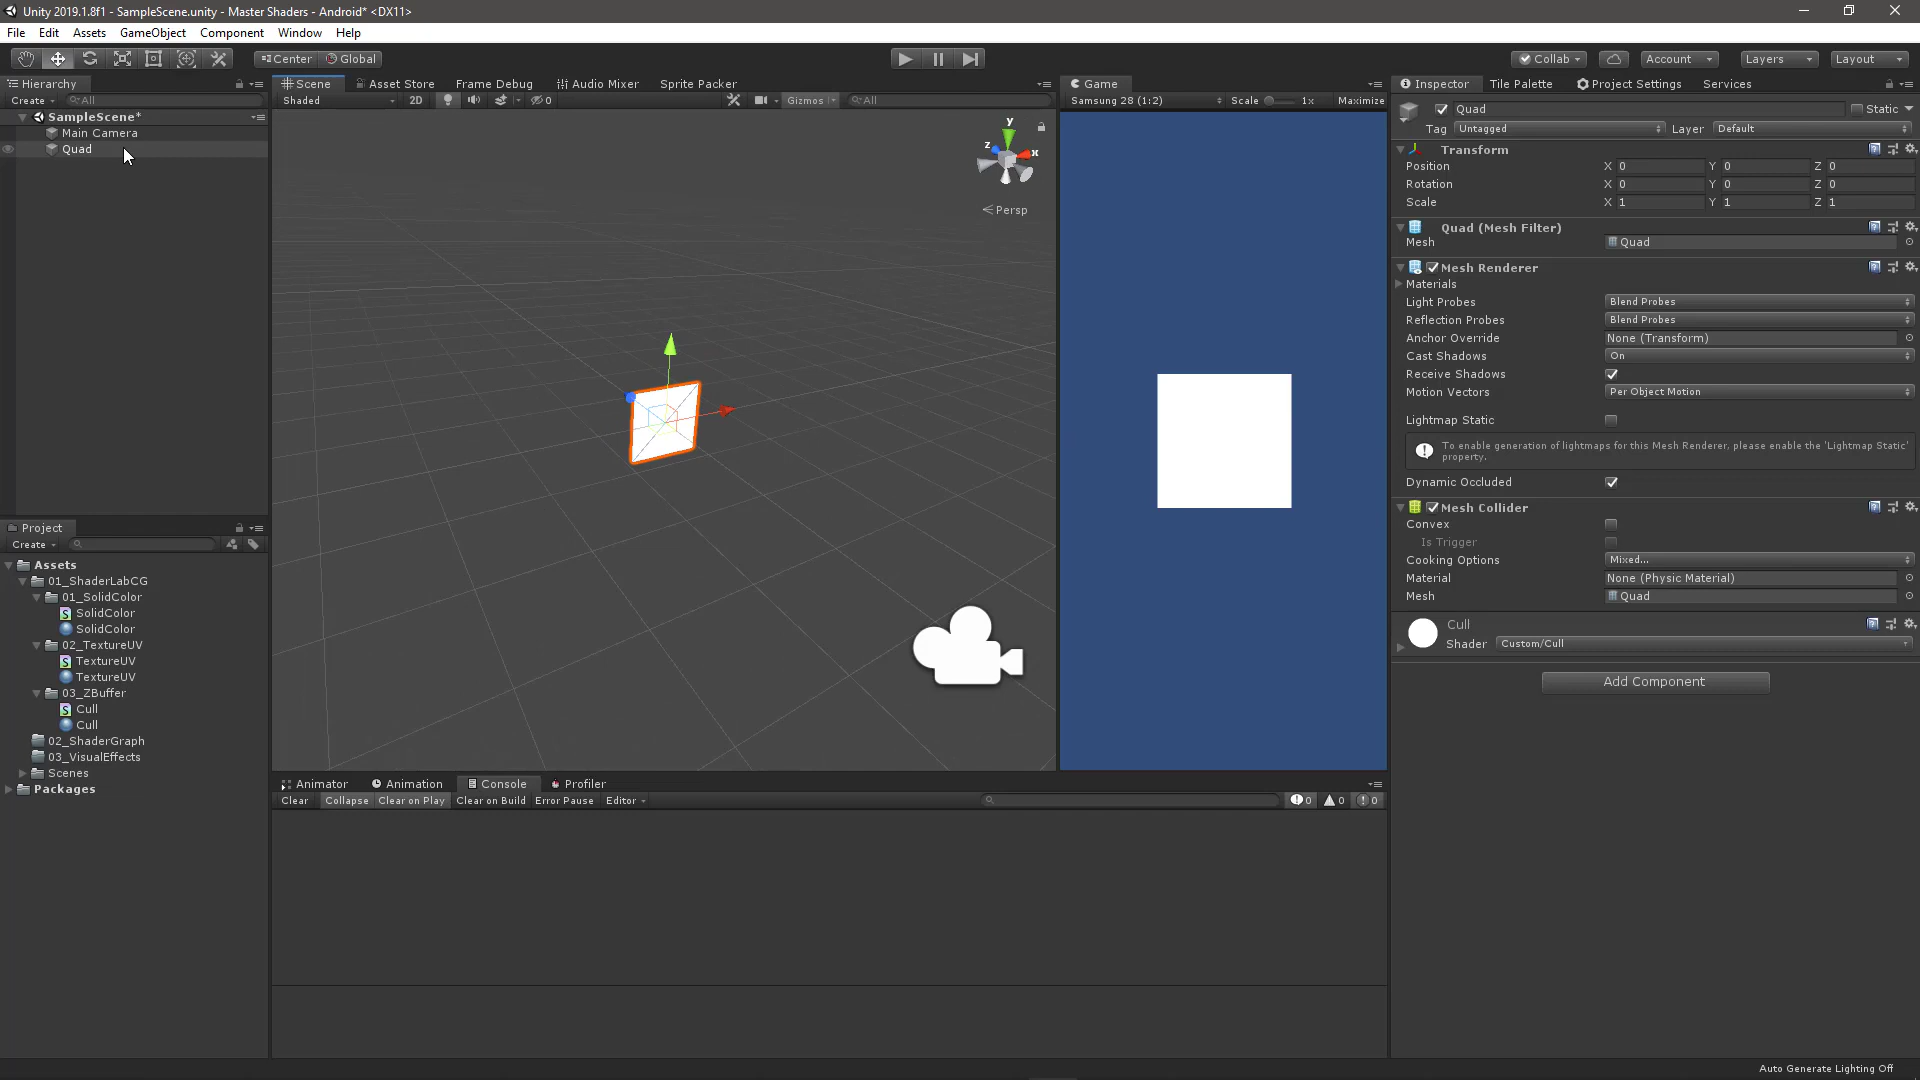 Unity 2019.1.8f1 - SampleScene.unity - Master Shaders - Android* <DX11>
File Edit Assets GameObject Component Window Help
Center Global Collab Account Layers Layout
Hierarchy
Create All
SampleScene*
Main Camera
Quad
Scene Asset Store Frame Debug Audio Mixer Sprite Packer
Shaded 2D 0 Gizmos All
y
z x
Persp
Game
Samsung 28 (1:2) Scale 1x Maximize
Project
Create
Assets
01_ShaderLabCG
01_SolidColor
SolidColor
SolidColor
02_TextureUV
TextureUV
TextureUV
03_ZBuffer
Cull
Cull
02_ShaderGraph
03_VisualEffects
Scenes
Packages
Animator Animation Console Profiler
Clear Collapse Clear on Play Clear on Build Error Pause Editor 0 0 0
Inspector Tile Palette Project Settings Services
Quad Static
Tag Untagged Layer Default
Transform
Position X 0 Y 0 Z 0
Rotation X 0 Y 0 Z 0
Scale X 1 Y 1 Z 1
Quad (Mesh Filter)
Mesh Quad
Mesh Renderer
Materials
Light Probes Blend Probes
Reflection Probes Blend Probes
Anchor Override None (Transform)
Cast Shadows On
Receive Shadows
Motion Vectors Per Object Motion
Lightmap Static
To enable generation of lightmaps for this Mesh Renderer, please enable the 'Lightmap Static'
property.
Dynamic Occluded
Mesh Collider
Convex
Is Trigger
Cooking Options Mixed...
Material None (Physic Material)
Mesh Quad
Cull
Shader Custom/Cull
Add Component
Auto Generate Lighting Off